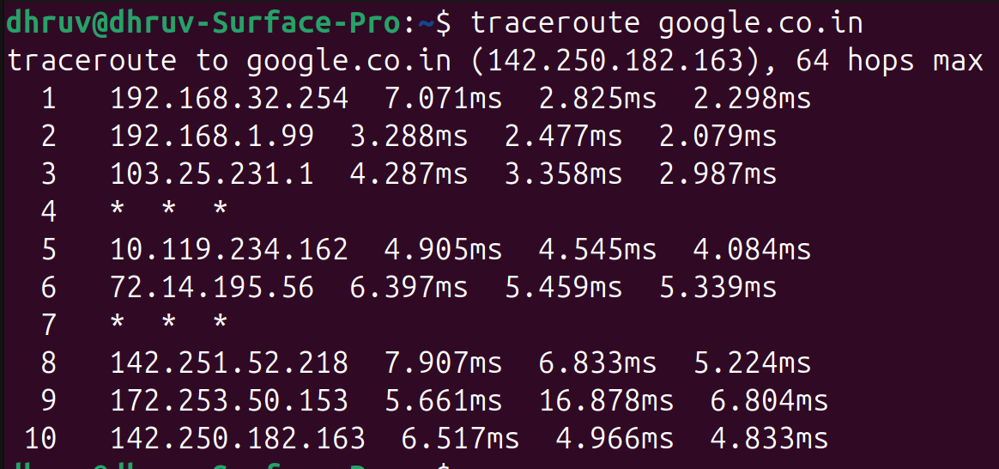 dhruv@dhruv-Surface-Pro:~$ traceroute google.co.in
traceroute to google.co.in (142.250.182.163), 64 hops max
1 192.168.32.254 7.071ms 2.825ms 2.298ms
2 192.168.1.99 3.288ms 2.477ms 2.079ms
3 103.25.231.1 4.287ms 3.358ms 2.987ms
4 * * *
5 10.119.234.162 4.905ms 4.545ms 4.084ms
6 72.14.195.56 6.397ms 5.459ms 5.339ms
7 * * *
8 142.251.52.218 7.907ms 6.833ms 5.224ms
9 172.253.50.153 5.661ms 16.878ms 6.804ms
10 142.250.182.163 6.517ms 4.966ms 4.833ms